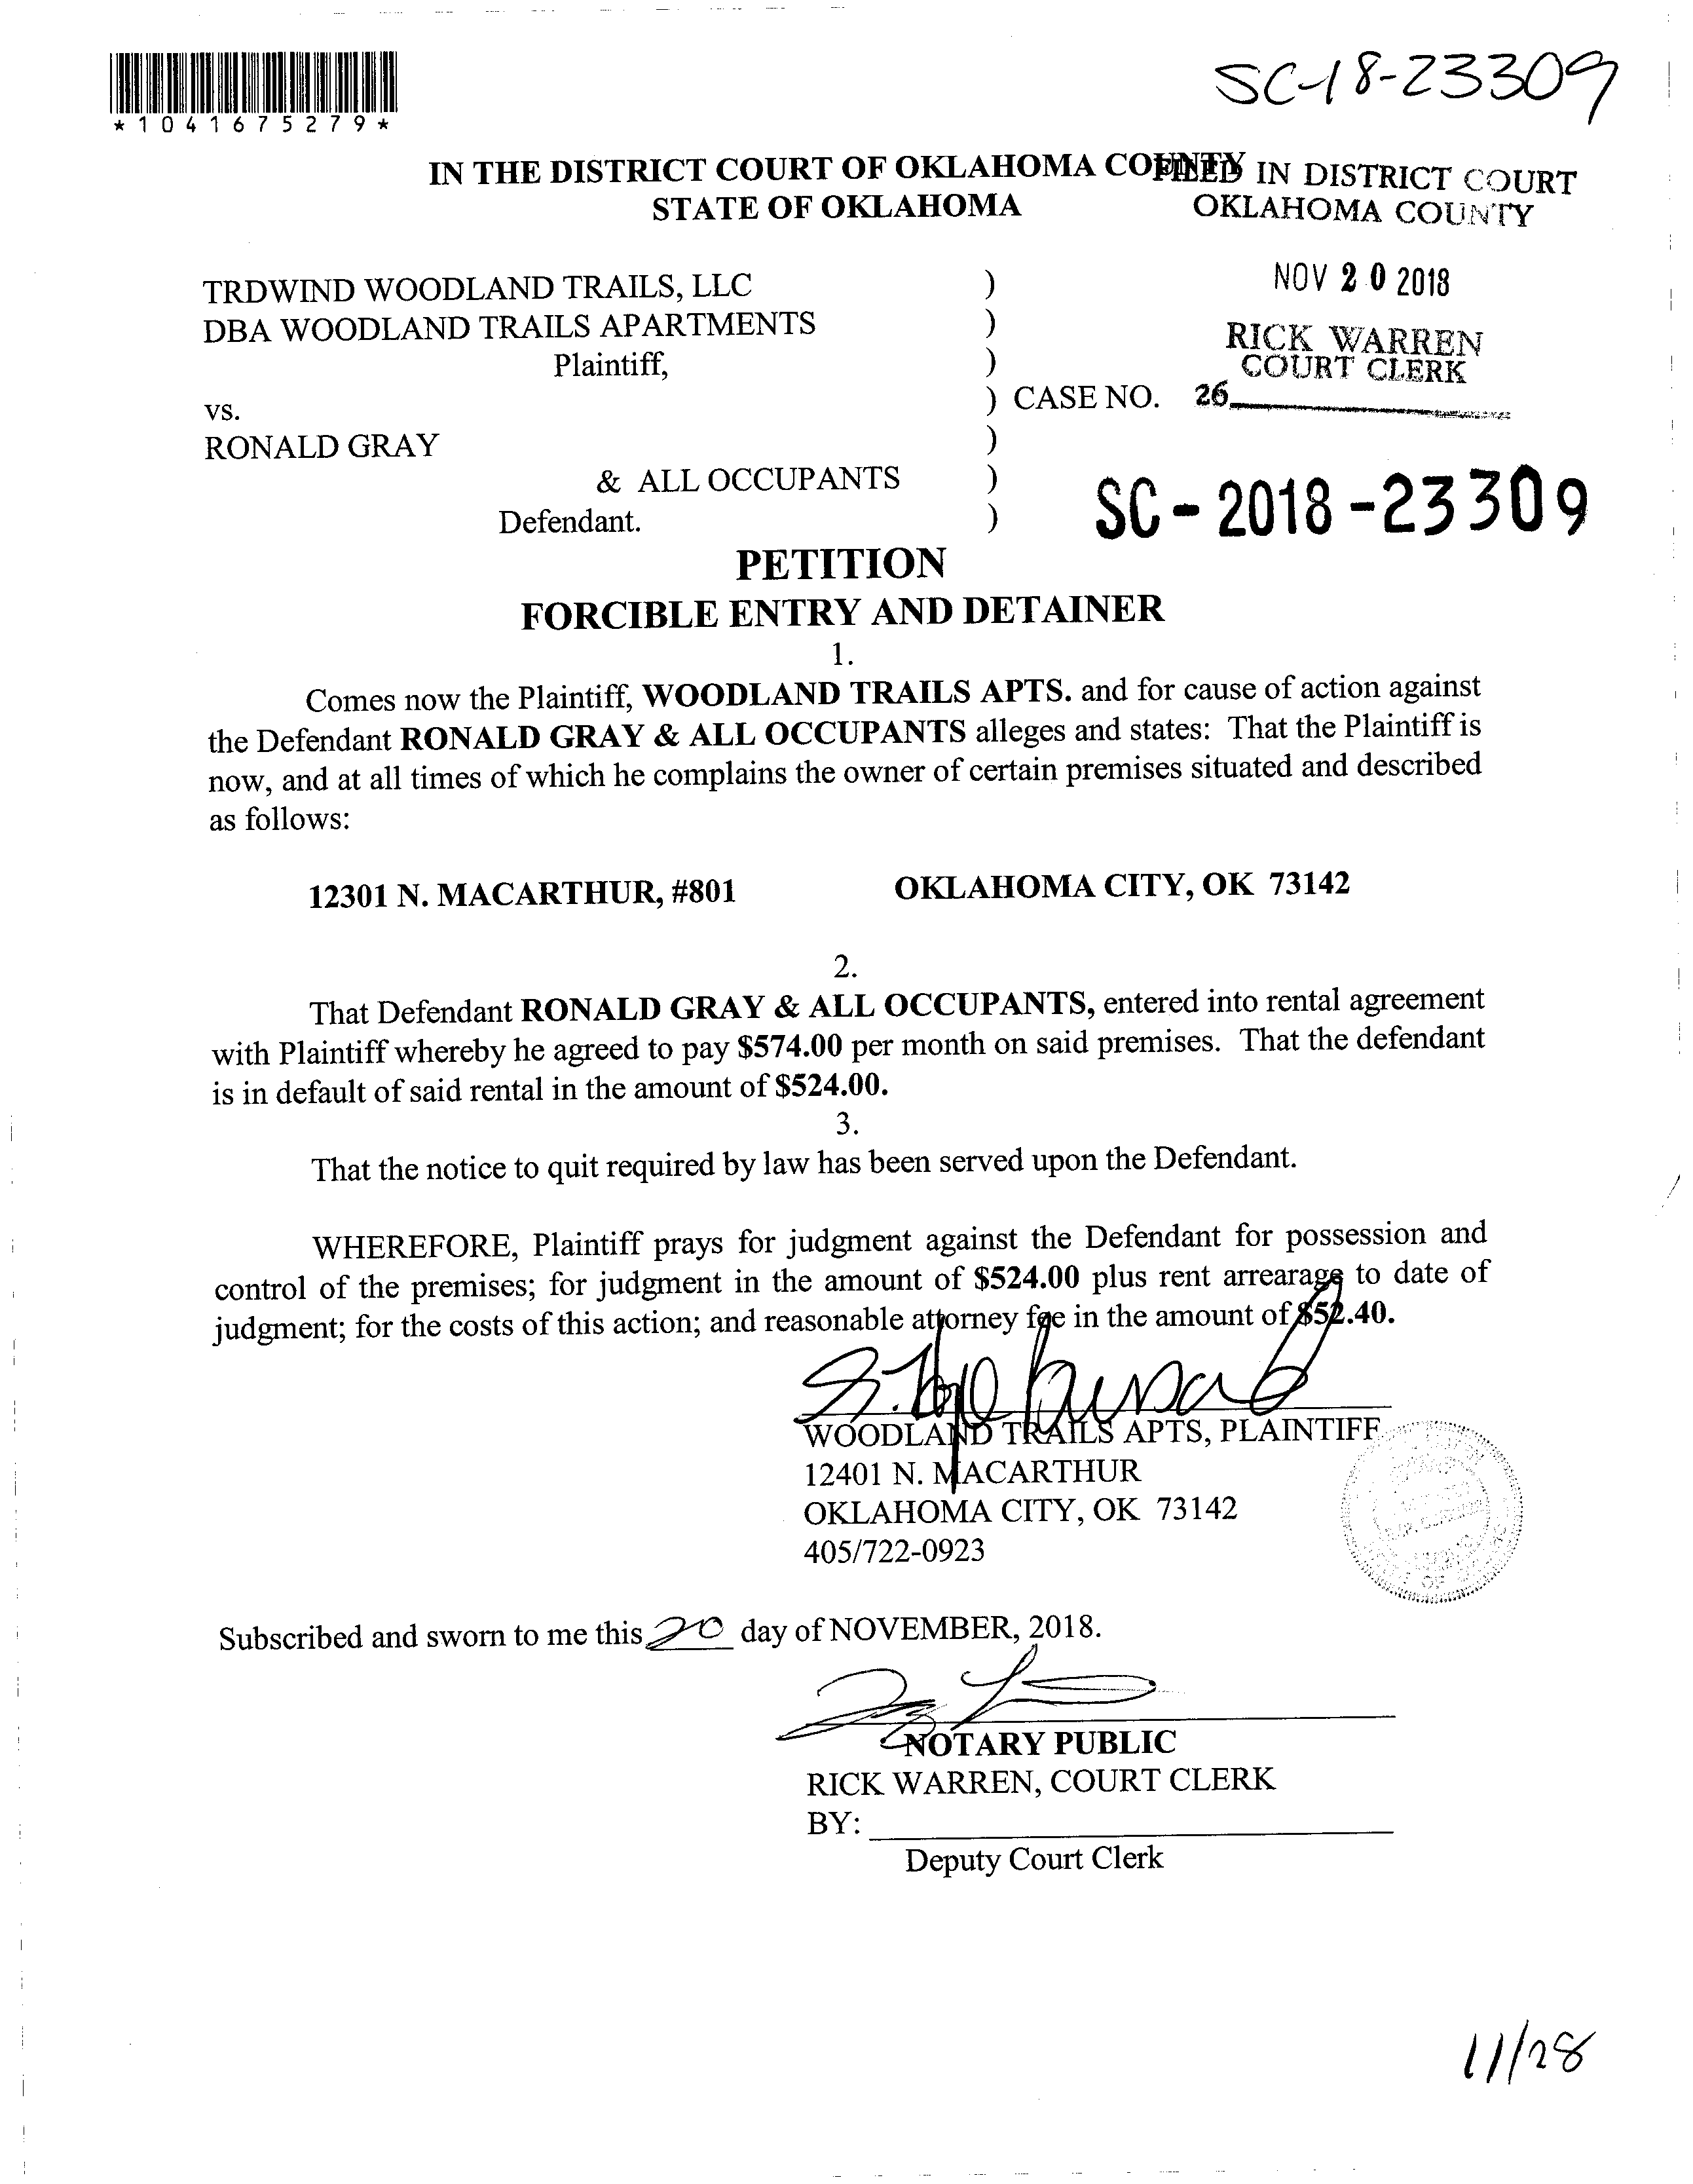 *1041675279*
SC-18-23309
IN THE DISTRICT COURT OF OKLAHOMA COUNTY
STATE OF OKLAHOMA
FILED IN DISTRICT COURT
OKLAHOMA COUNTY
NOV 20 2018
RICK WARREN
COURT CLERK
26
TRDWIND WOODLAND TRAILS, LLC )
DBA WOODLAND TRAILS APARTMENTS )
Plaintiff, )
vs. ) CASE NO.
RONALD GRAY )
& ALL OCCUPANTS )
Defendant. )
SC-2018-23309
PETITION
FORCIBLE ENTRY AND DETAINER
1.
Comes now the Plaintiff, WOODLAND TRAILS APTS. and for cause of action against
the Defendant RONALD GRAY & ALL OCCUPANTS alleges and states: That the Plaintiff is
now, and at all times of which he complains the owner of certain premises situated and described
as follows:
12301 N. MACARTHUR, #801 OKLAHOMA CITY, OK 73142
2.
That Defendant RONALD GRAY & ALL OCCUPANTS, entered into rental agreement
with Plaintiff whereby he agreed to pay $574.00 per month on said premises. That the defendant
is in default of said rental in the amount of $524.00.
3.
That the notice to quit required by law has been served upon the Defendant.
WHEREFORE, Plaintiff prays for judgment against the Defendant for possession and
control of the premises; for judgment in the amount of $524.00 plus rent arrearage to date of
judgment; for the costs of this action; and reasonable attorney fee in the amount of $52.40.
WOODLAND TRAILS APTS, PLAINTIFF
12401 N. MACARTHUR
OKLAHOMA CITY, OK 73142
405/722-0923
Subscribed and sworn to me this 20 day of NOVEMBER, 2018.
NOTARY PUBLIC
RICK WARREN, COURT CLERK
BY:
Deputy Court Clerk
11/28